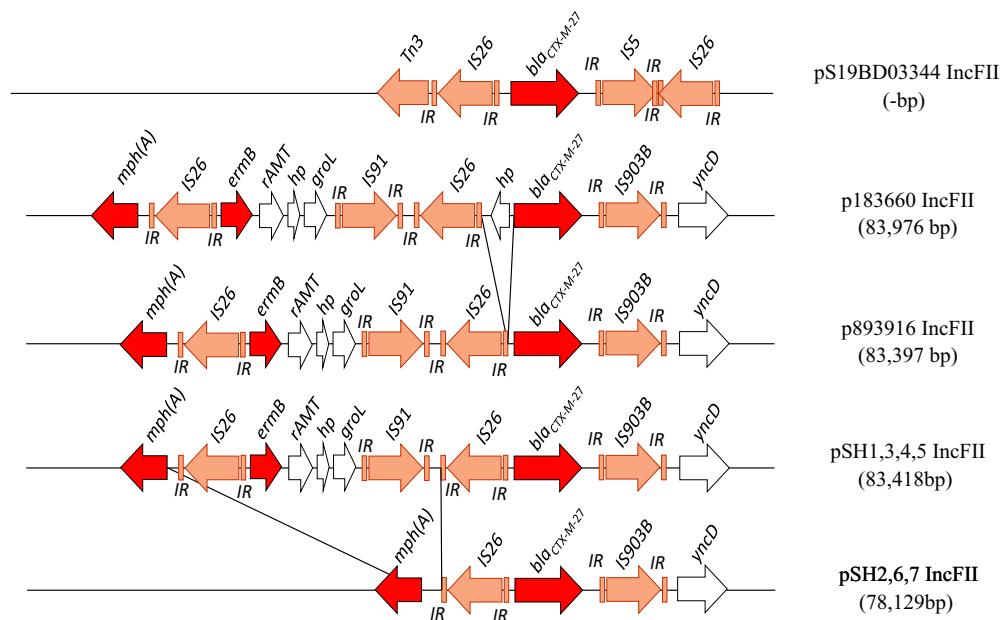 Tn3 IS26 blaCTX-M-27 IR IS5 IR IS26
pS19BD03344 IncFII
(-bp)
IR IR IR IR
mph(A) IS26 ermB rAMT hp groL IR IS91 IR IS26 hp blaCTX-M-27 IR IS903B IR yncD
p183660 IncFII
(83,976 bp)
IR IR IR IR
mph(A) IS26 ermB rAMT hp groL IR IS91 IR IS26 blaCTX-M-27 IR IS903B IR yncD
p893916 IncFII
(83,397 bp)
IR IR IR IR
mph(A) IS26 ermB rAMT hp groL IR IS91 IR IS26 blaCTX-M-27 IR IS903B IR yncD
pSH1,3,4,5 IncFII
(83,418bp)
IR IR IR IR
mph(A) IS26 blaCTX-M-27 IR IS903B IR yncD
pSH2,6,7 IncFII
(78,129bp)
IR IR